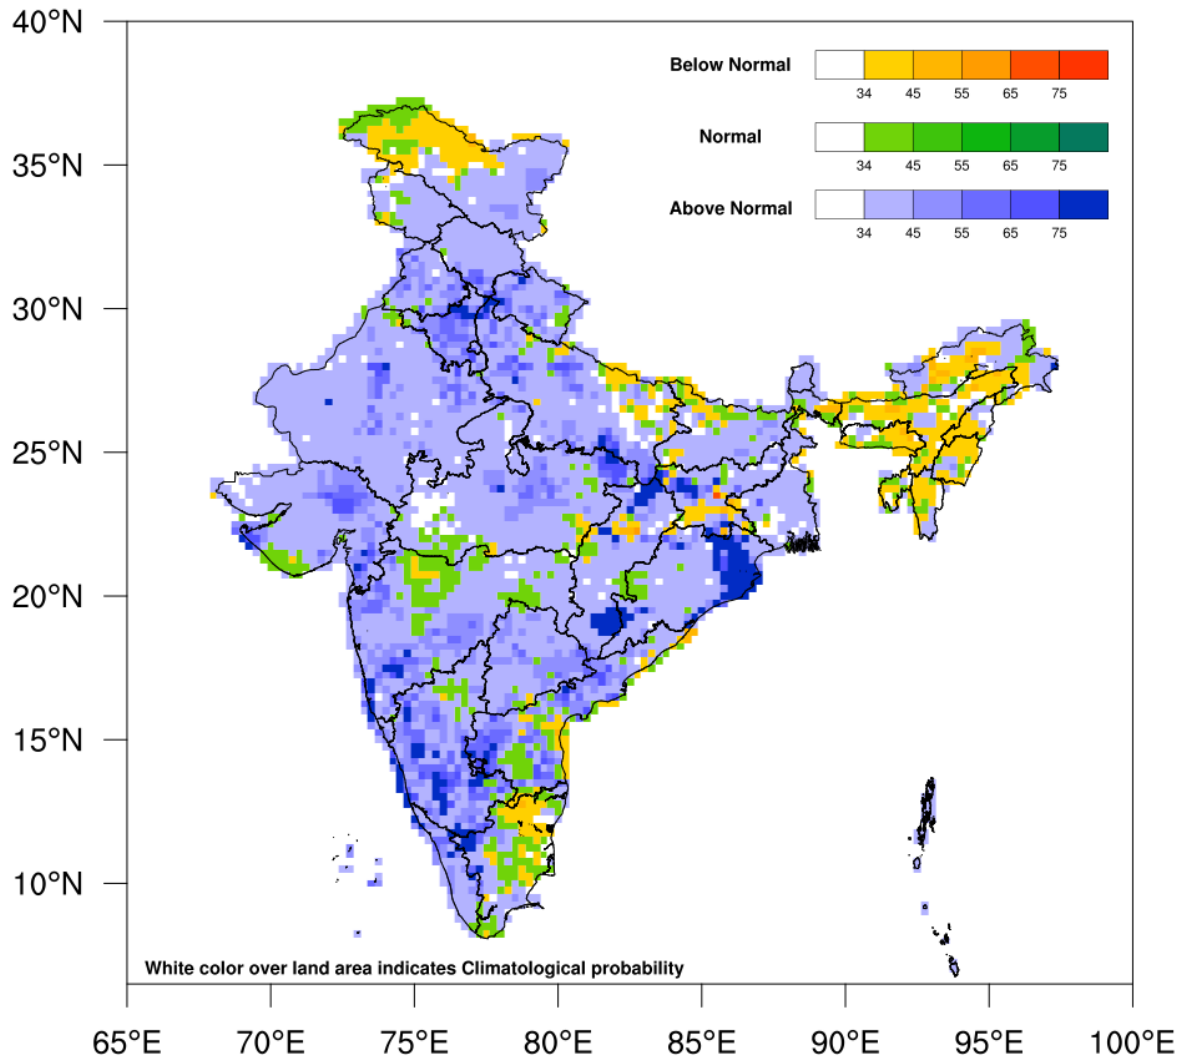 40°N
Below Normal
34 45 55 65 75
Normal
34 45 55 65 75
35°N
Above Normal
34 45 55 65 75
30°N
25°N
20°N
15°N
10°N
White color over land area indicates Climatological probability
65°E 70°E 75°E 80°E 85°E 90°E 95°E 100°E